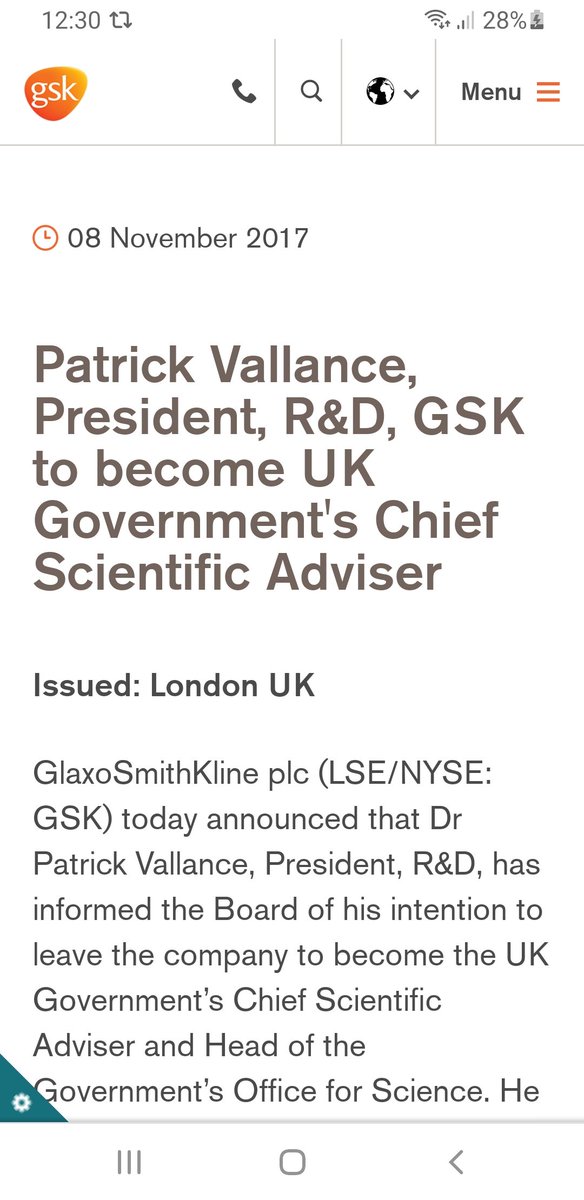 12:30 28%
gsk Menu
08 November 2017
Patrick Vallance,
President, R&D, GSK
to become UK
Government's Chief
Scientific Adviser
Issued: London UK
GlaxoSmithKline plc (LSE/NYSE:
GSK) today announced that Dr
Patrick Vallance, President, R&D, has
informed the Board of his intention to
leave the company to become the UK
Government’s Chief Scientific
Adviser and Head of the
Government’s Office for Science. He